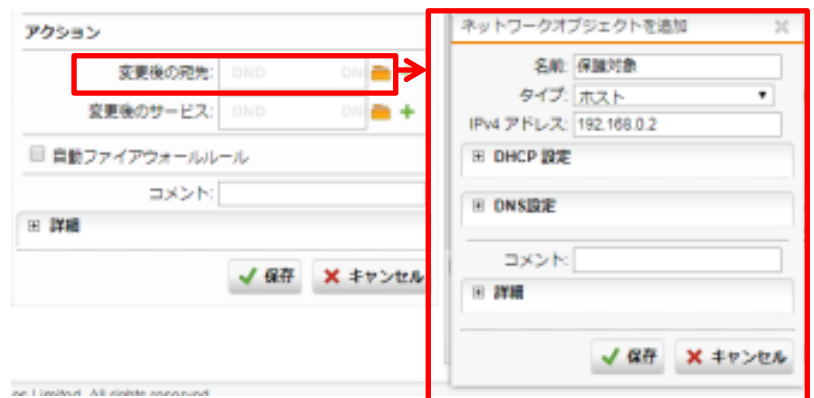 アクション
変更後の宛先: DND DND
変更後のサービス: DND DND
自動ファイアウォールルール
コメント:
詳細
保存 キャンセル
Limited. All rights reserved.
ネットワークオブジェクトを追加
名前: 保護対象
タイプ: ホスト
IPv4 アドレス: 192.168.0.2
DHCP 設定
DNS設定
コメント:
詳細
保存 キャンセル